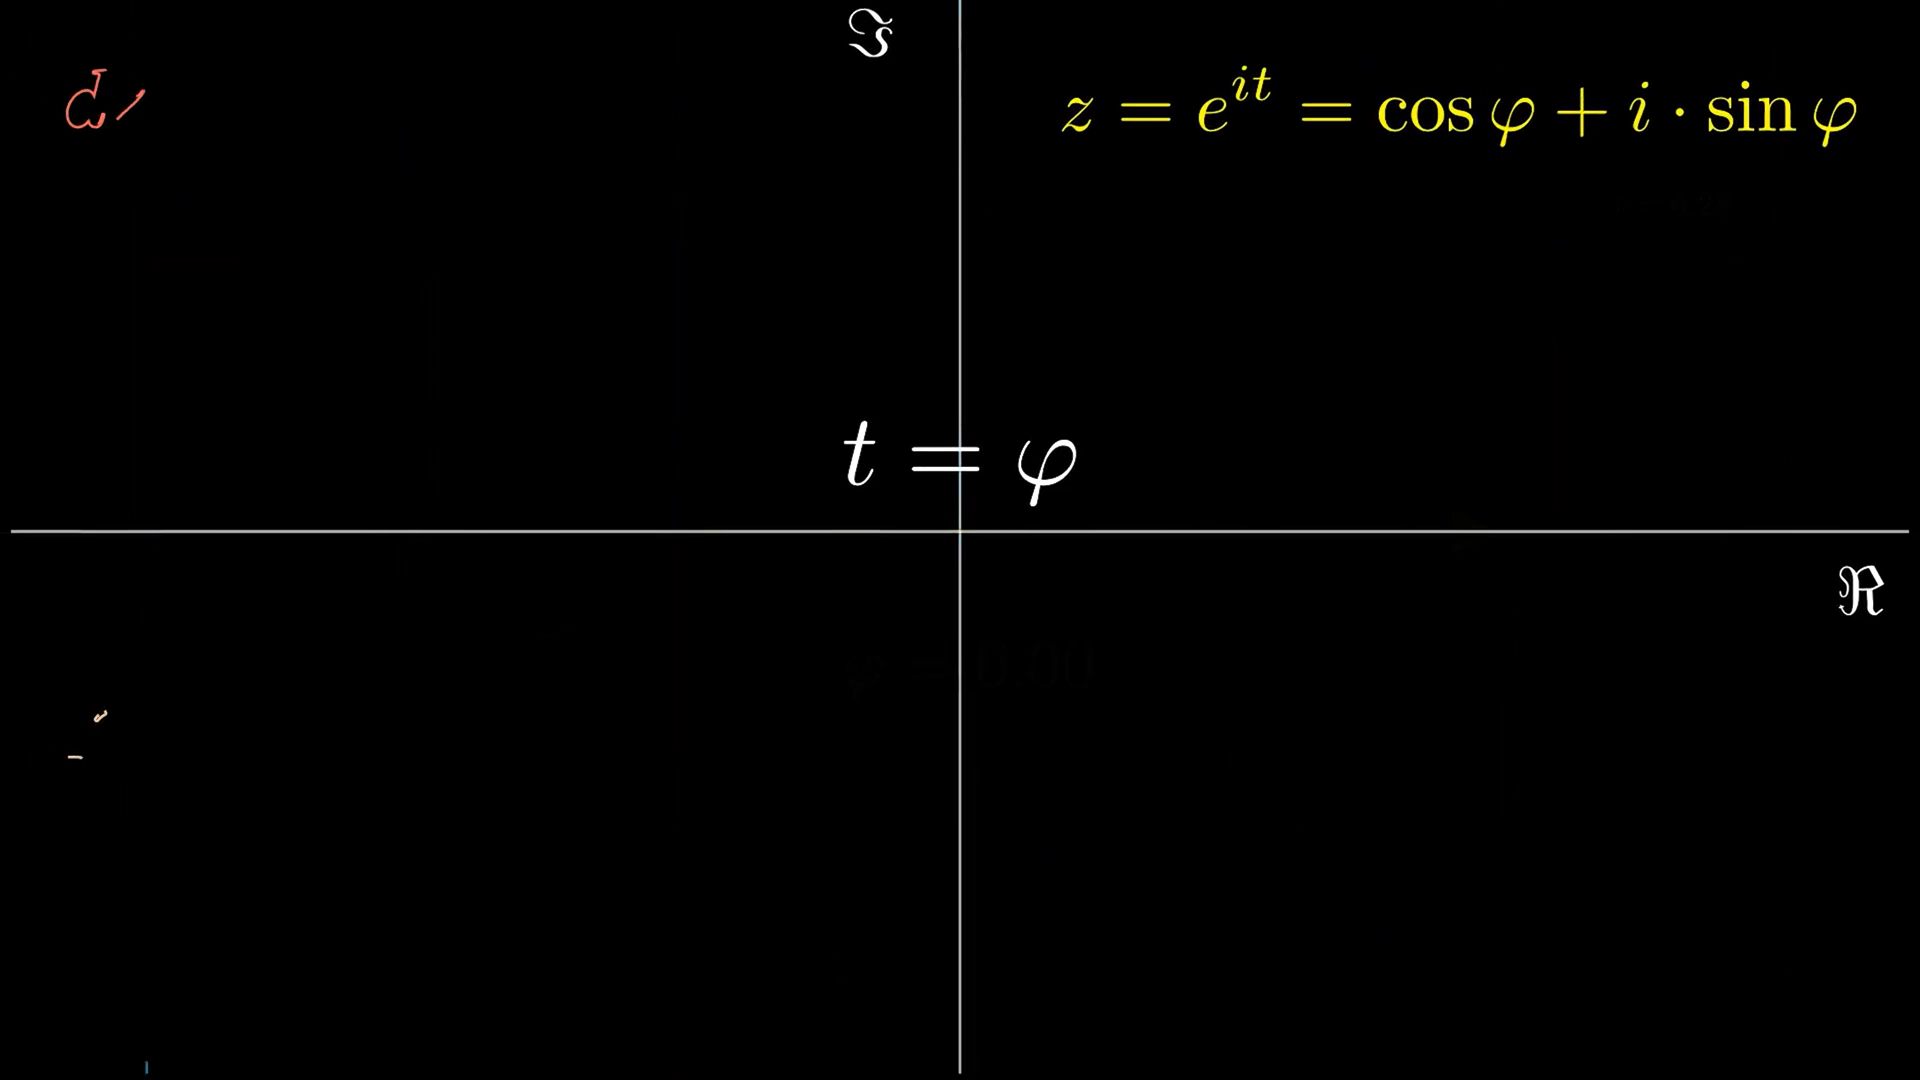 ℑ
z = e^{it} = cos φ + i · sin φ
t = φ
ℜ